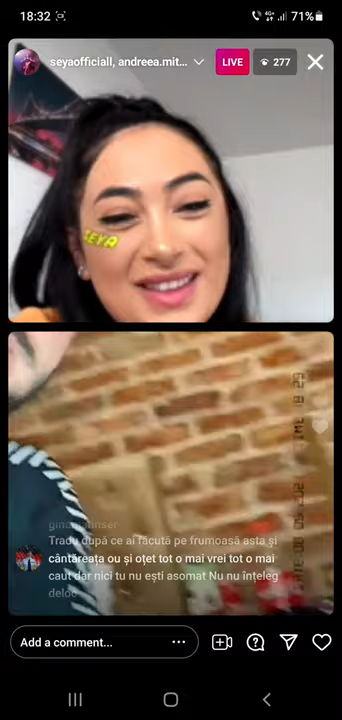 18:32
71%
seyaofficiall, andreea.mit...
LIVE
277
SEYA
Tradu după ce ai făcută pe frumoasă asta și
cântăreața ou și oțet tot o mai vrei tot o mai
caut dar nici tu nu ești asomat Nu nu înțeleg
deloc
Add a comment...